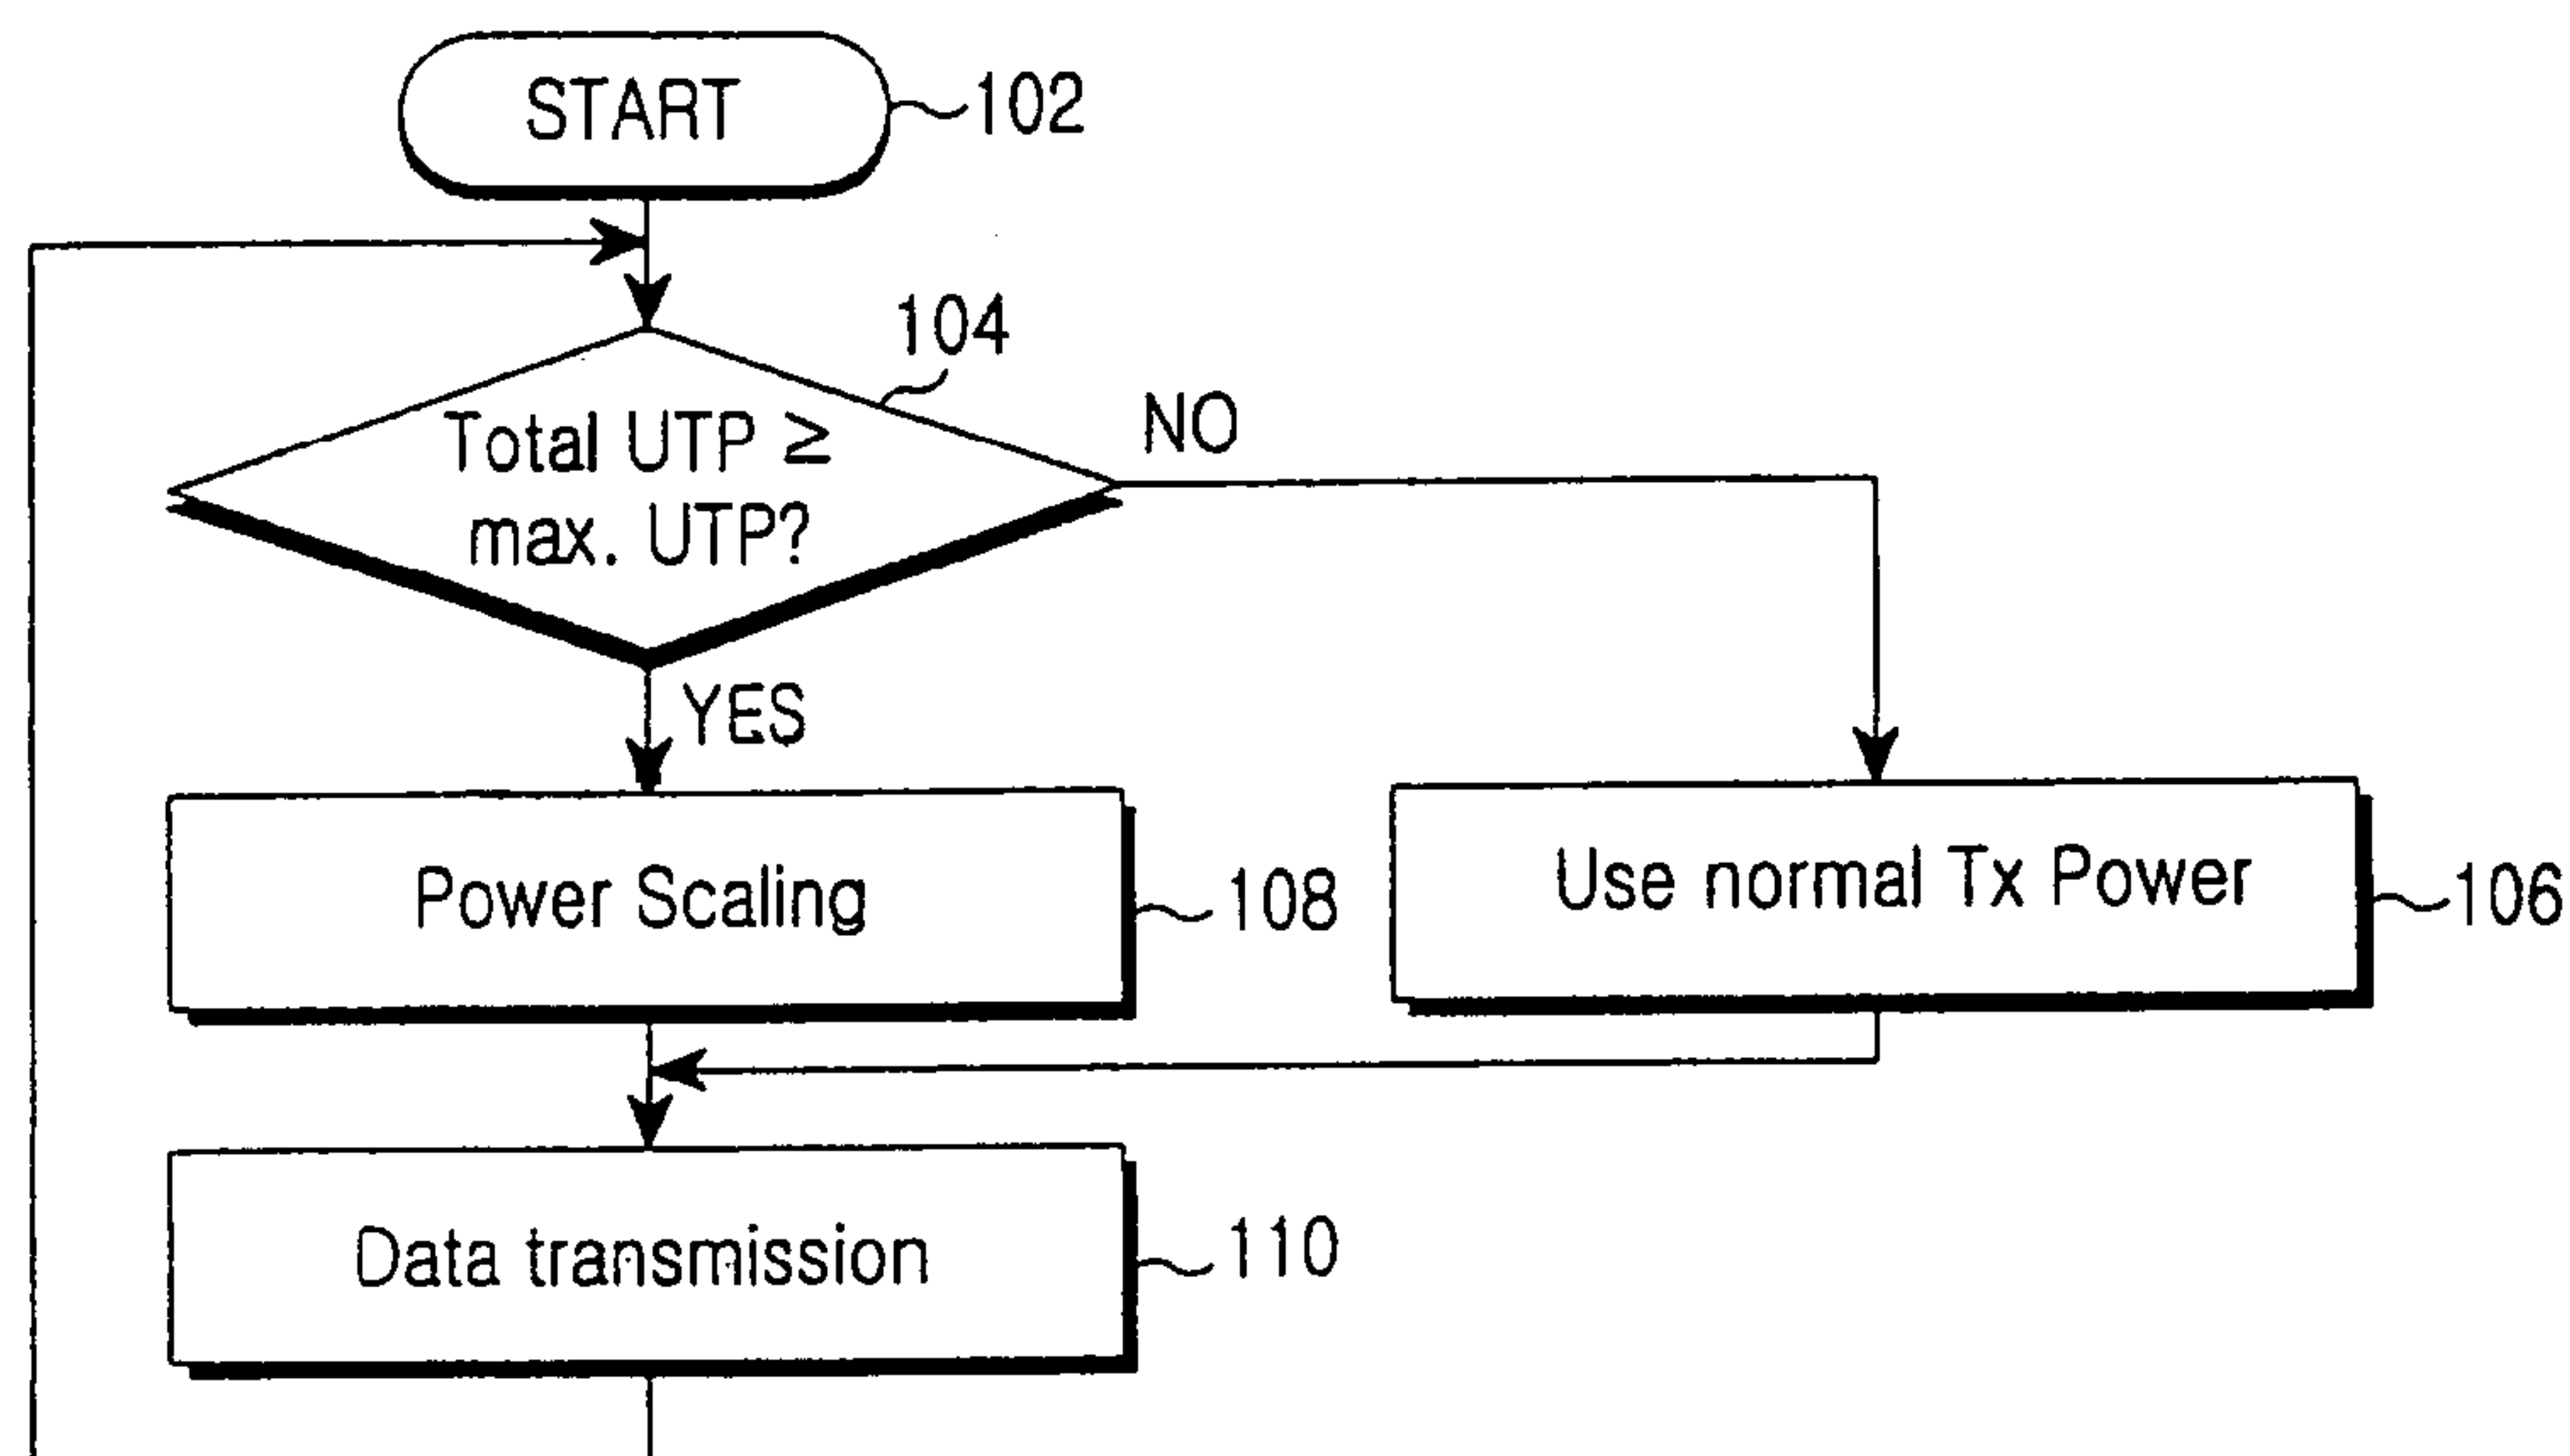 START
102
104
Total UTP ≥
max. UTP?
NO
YES
Power Scaling
108
Use normal Tx Power
106
Data transmission
110